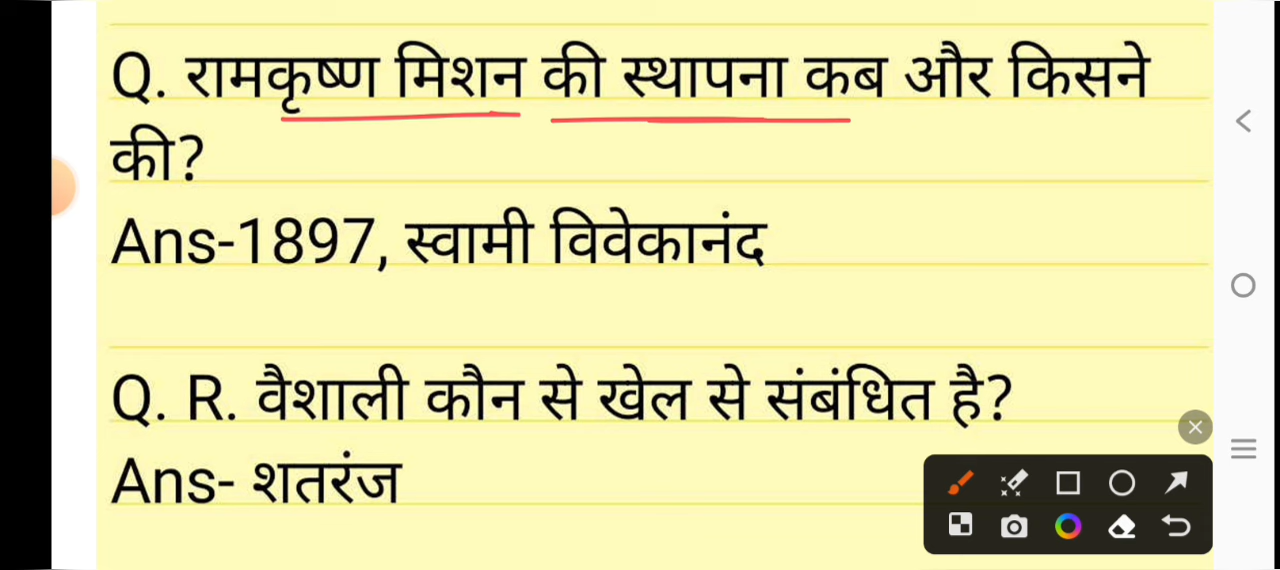 Q. रामकृष्ण मिशन की स्थापना कब और किसने
की?
Ans-1897, स्वामी विवेकानंद
Q. R. वैशाली कौन से खेल से संबंधित है?
Ans- शतरंज